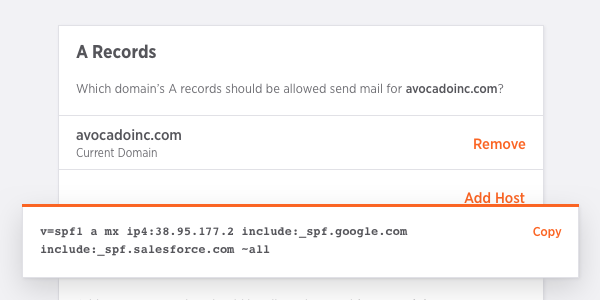 A Records
Which domain's A records should be allowed send mail for avocadoinc.com?
avocadoinc.com
Current Domain
Remove
Add Host
v=spf1 a mx ip4:38.95.177.2 include:_spf.google.com
include:_spf.salesforce.com ~all
Copy